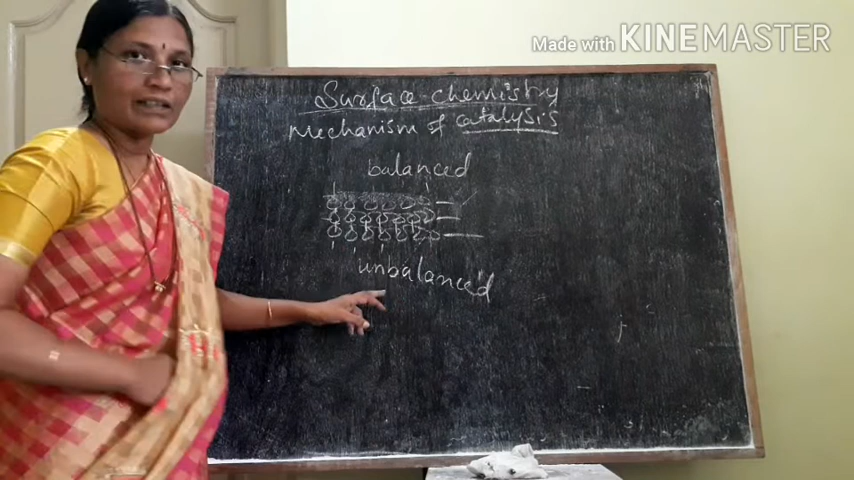 Made with KINEMASTER
Surface chemistry
Mechanism of catalysis
balanced
unbalanced